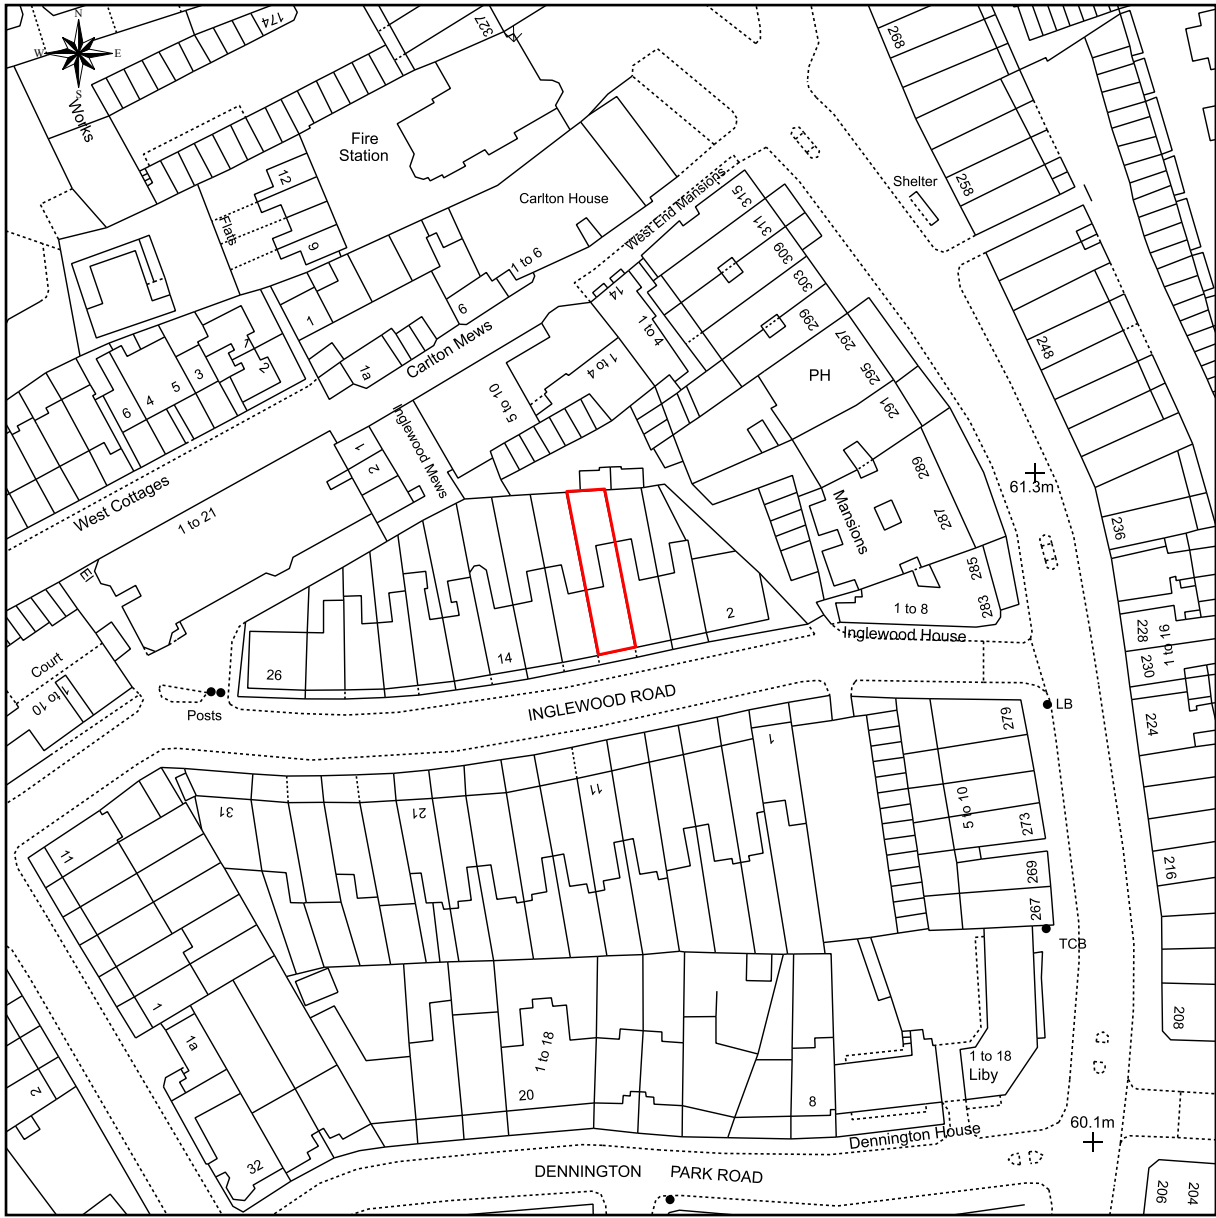 N
W
E
S
174
327
268
Works
Fire
Station
12
Flats
9
Carlton House
Shelter
258
West End Mansions
315
311
309
303
299
297
295
291
289
287
285
283
1 to 6
6
1
1a
Carlton Mews
14
1 to 4
1 to 4
5 to 10
PH
248
1
2
3
5
4
6
West Cottages
1 to 21
Inglewood Mews
1
2
El
61.3m
236
Mansions
1 to 8
Inglewood House
228
230
1 to 16
224
Court
1 to 10
26
14
2
Posts
INGLEWOOD ROAD
LB
279
5 to 10
273
269
267
TCB
216
208
31
21
11
1
11
1
1a
2
32
20
1 to 18
8
1 to 18
Liby
60.1m
Dennington House
DENNINGTON PARK ROAD
206
204